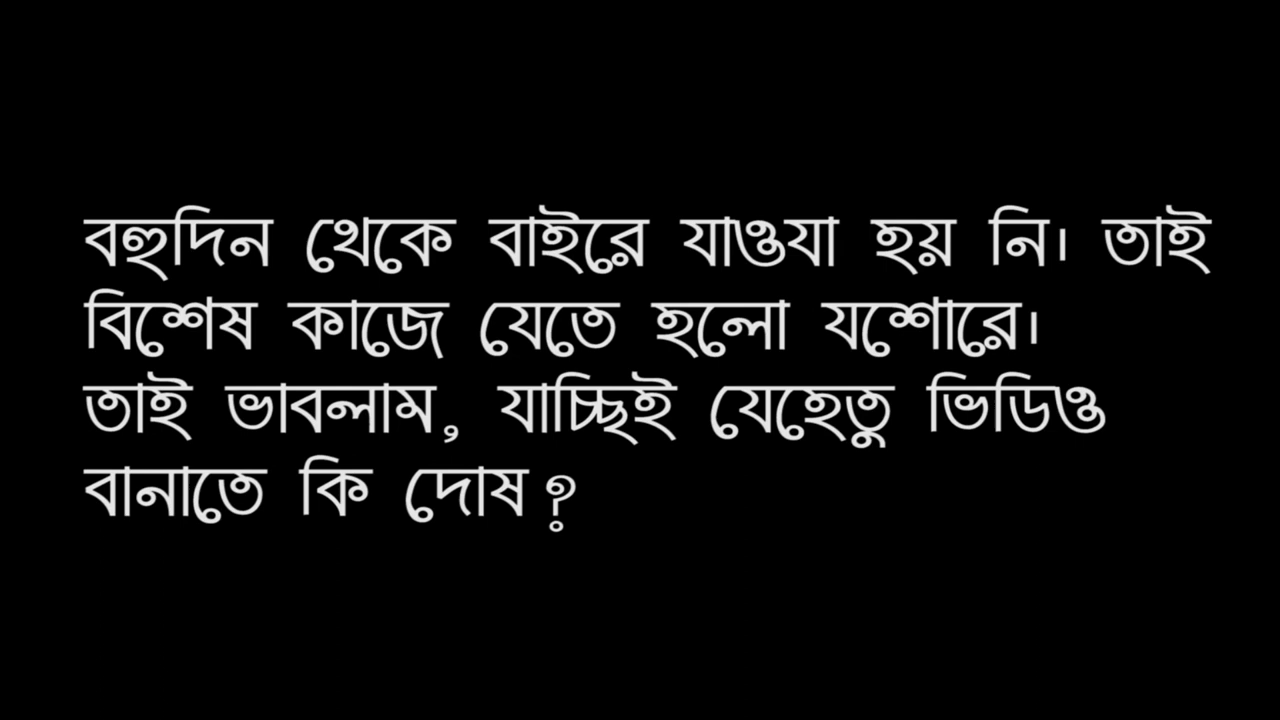 বহুদিন থেকে বাইরে যাওযা হয় নি। তাই
বিশেষ কাজে যেতে হলো যশোরে।
তাই ভাবলাম, যাচ্ছিই যেহেতু ভিডিও
বানাতে কি দোষ?